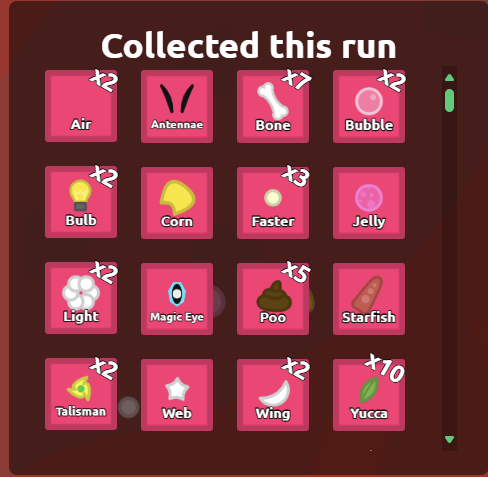 Collected this run
x2
Air
Antennae
x7
Bone
x2
Bubble
x2
Bulb
Corn
x3
Faster
Jelly
x2
Light
Magic Eye
x5
Poo
Starfish
x2
Talisman
Web
x2
Wing
x10
Yucca